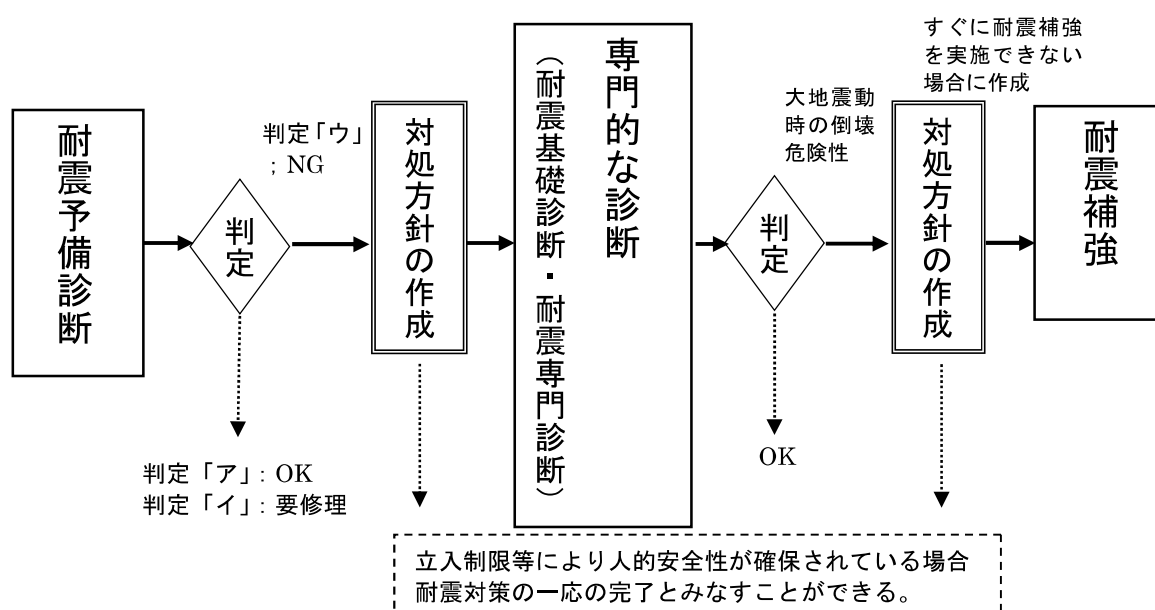 耐震予備診断
判定
判定「ウ」
; NG
判定「ア」: OK
判定「イ」: 要修理
対処方針の作成
専門的な診断
(耐震基礎診断・耐震専門診断)
大地震動
時の倒壊
危険性
判定
OK
すぐに耐震補強
を実施できない
場合に作成
対処方針の作成
耐震補強
立入制限等により人的安全性が確保されている場合
耐震対策の一応の完了とみなすことができる。